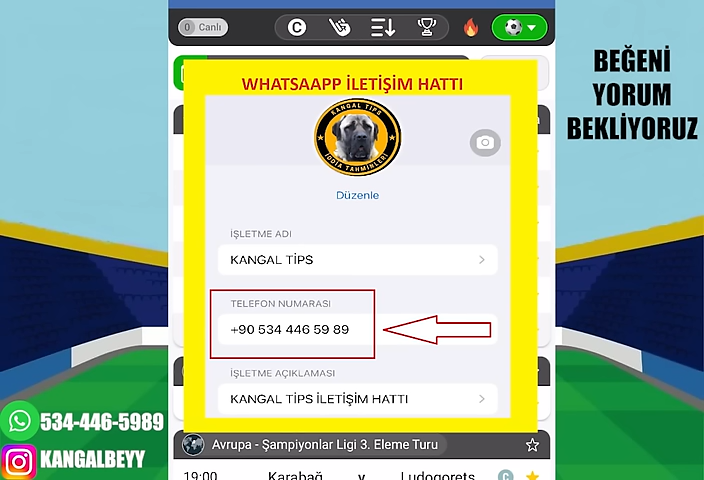 0 Canlı
BEĞENİ
YORUM
BEKLİYORUZ
WHATSAAPP İLETİŞİM HATTI
KANGAL TİPS
İDDİA TAHMİNLERİ
Düzenle
İŞLETME ADI
KANGAL TİPS
TELEFON NUMARASI
+90 534 446 59 89
İŞLETME AÇIKLAMASI
KANGAL TİPS İLETİŞİM HATTI
534-446-5989
KANGALBEYY
Avrupa - Şampiyonlar Ligi 3. Eleme Turu
19:00 Karabağ v Ludogorets C